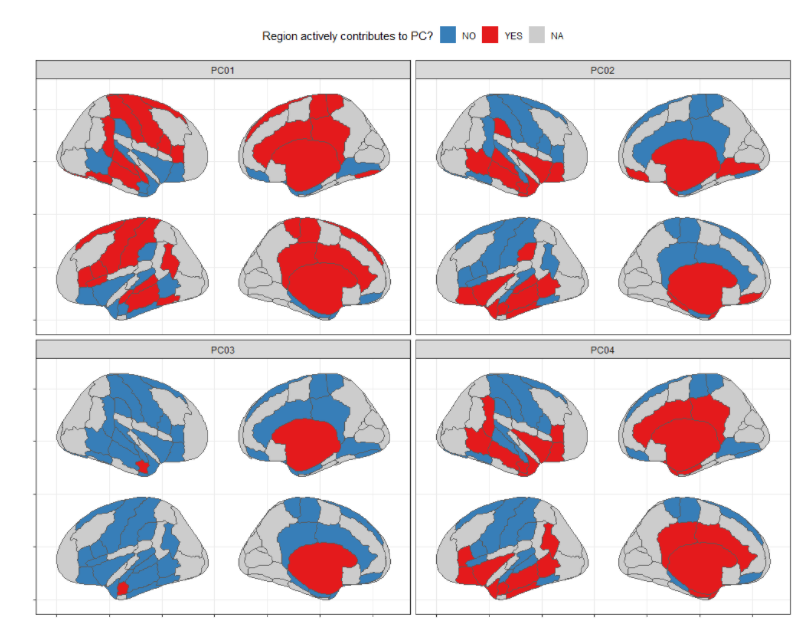 Region actively contributes to PC? NO YES NA
PC01
PC02
PC03
PC04